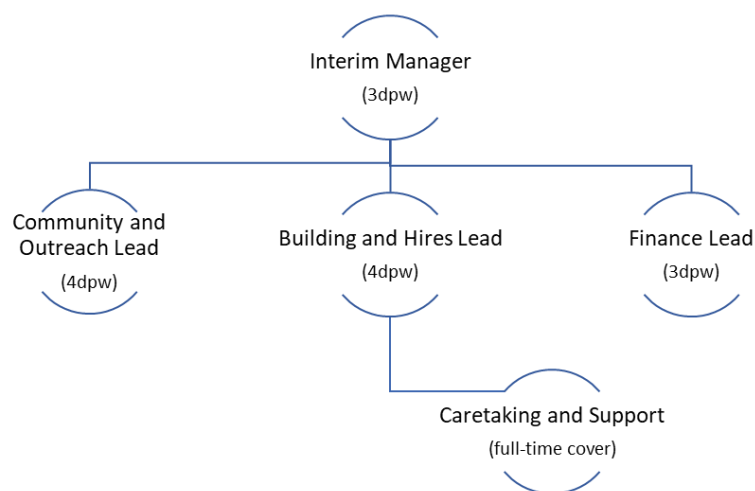 Interim Manager
(3dpw)
Community and
Outreach Lead
(4dpw)
Building and Hires Lead
(4dpw)
Finance Lead
(3dpw)
Caretaking and Support
(full-time cover)